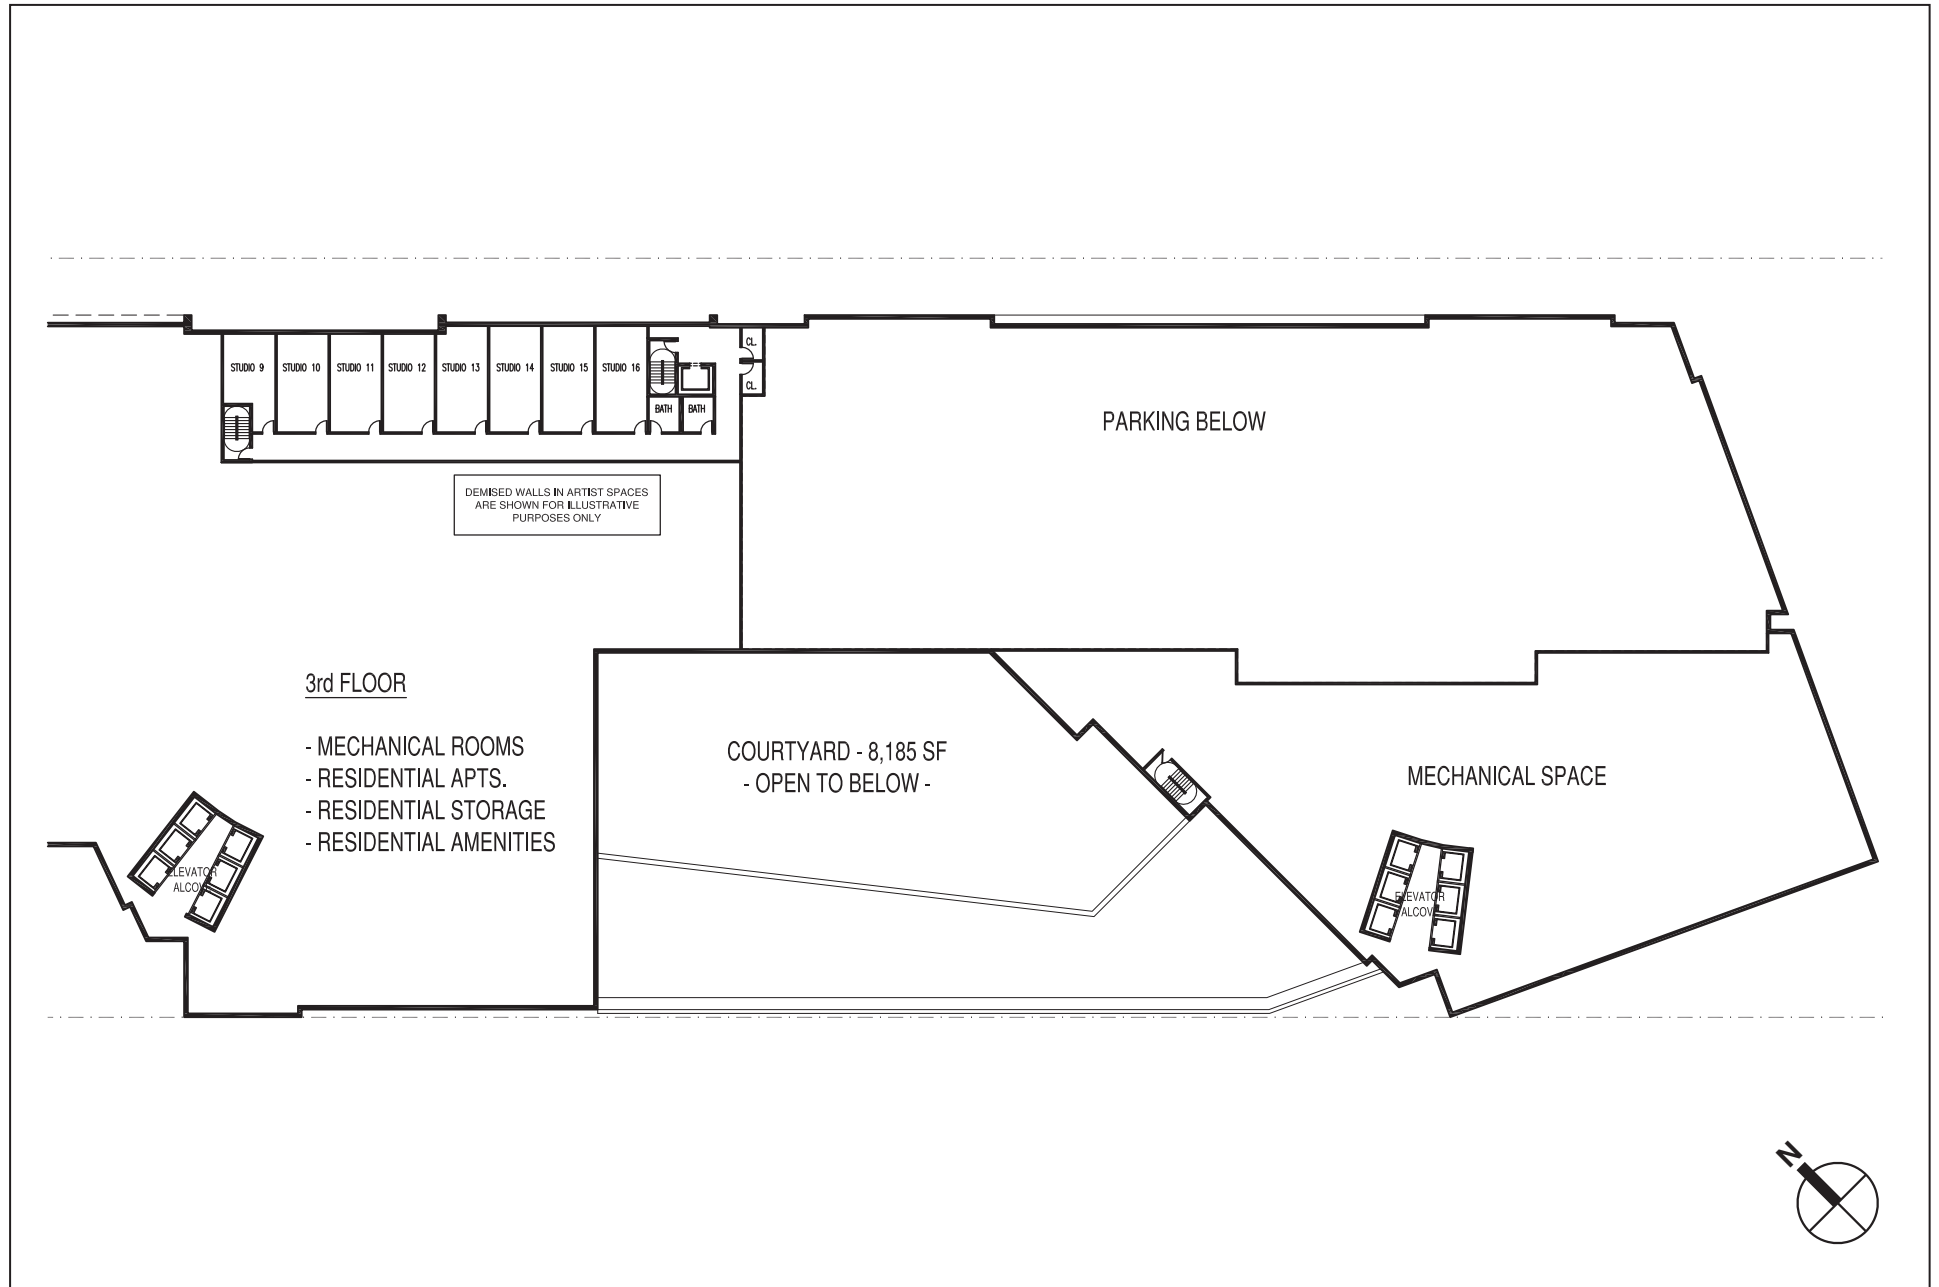 STUDIO 9
STUDIO 10
STUDIO 11
STUDIO 12
STUDIO 13
STUDIO 14
STUDIO 15
STUDIO 16
CL.
CL.
BATH
BATH
PARKING BELOW
DEMISED WALLS IN ARTIST SPACES
ARE SHOWN FOR ILLUSTRATIVE
PURPOSES ONLY
3rd FLOOR
- MECHANICAL ROOMS
- RESIDENTIAL APTS.
- RESIDENTIAL STORAGE
- RESIDENTIAL AMENITIES
COURTYARD - 8,185 SF
- OPEN TO BELOW -
MECHANICAL SPACE
ELEVATOR
ALCOVE
ELEVATOR
ALCOVE
N